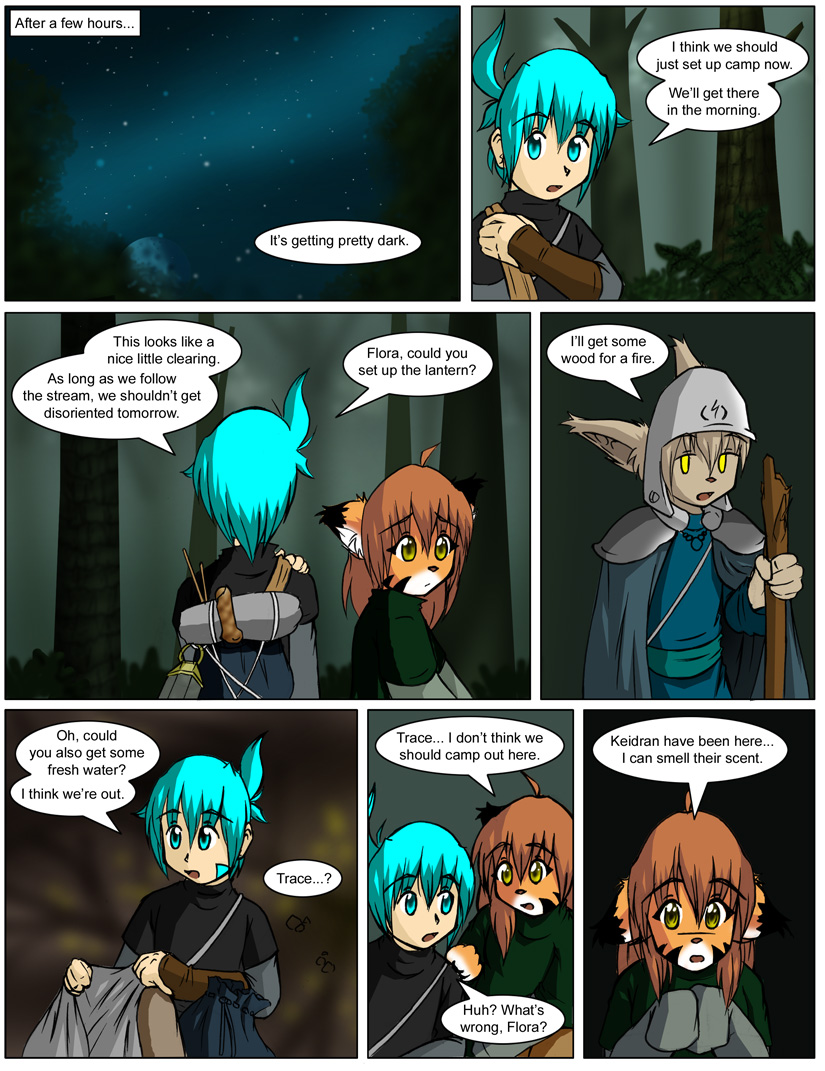 After a few hours...
It's getting pretty dark.
I think we should
just set up camp now.
We'll get there
in the morning.
This looks like a
nice little clearing.
As long as we follow
the stream, we shouldn't get
disoriented tomorrow.
Flora, could you
set up the lantern?
I'll get some
wood for a fire.
Oh, could
you also get some
fresh water?
I think we're out.
Trace...?
Trace... I don't think we
should camp out here.
Huh? What's
wrong, Flora?
Keidran have been here...
I can smell their scent.